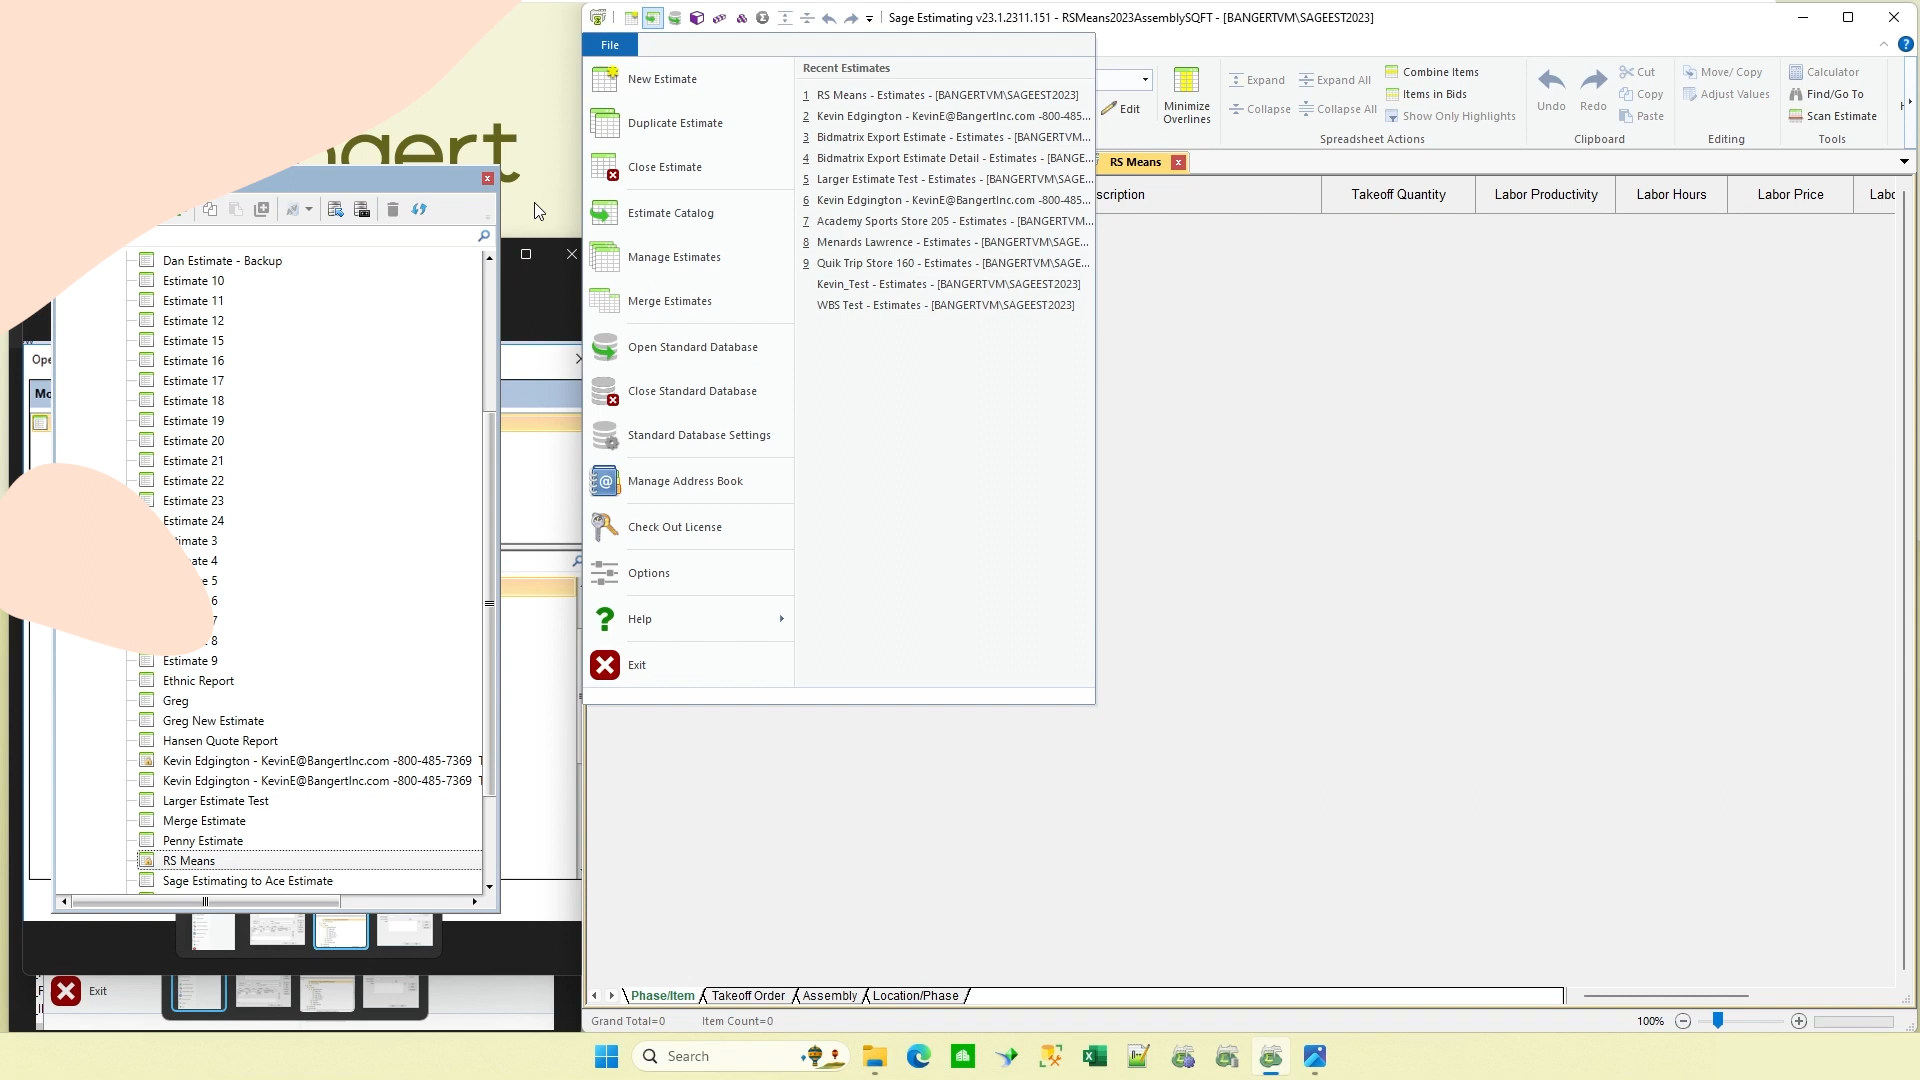 Sage Estimating v23.1.2311.151 - RSMeans2023AssemblySQFT - [BANGERTVM\SAGEEST2023]
File
New Estimate
Duplicate Estimate
Close Estimate
Estimate Catalog
Manage Estimates
Merge Estimates
Open Standard Database
Close Standard Database
Standard Database Settings
Manage Address Book
Check Out License
Options
Help
Exit
Recent Estimates
1 RS Means - Estimates - [BANGERTVM\SAGEEST2023]
2 Kevin Edgington - KevinE@BangertInc.com -800-485...
3 Bidmatrix Export Estimate - Estimates - [BANGERTVM...
4 Bidmatrix Export Estimate Detail - Estimates - [BANGE...
5 Larger Estimate Test - Estimates - [BANGERTVM\SAGE...
6 Kevin Edgington - KevinE@BangertInc.com -800-485...
7 Academy Sports Store 205 - Estimates - [BANGERTVM...
8 Menards Lawrence - Estimates - [BANGERTVM\SAGE...
9 Quik Trip Store 160 - Estimates - [BANGERTVM\SAGE...
Kevin_Test - Estimates - [BANGERTVM\SAGEEST2023]
WBS Test - Estimates - [BANGERTVM\SAGEEST2023]
Edit
Minimize
Overlines
Expand
Collapse
Expand All
Collapse All
Combine Items
Items in Bids
Show Only Highlights
Spreadsheet Actions
Undo
Redo
Cut
Copy
Paste
Clipboard
Move/ Copy
Adjust Values
Editing
Calculator
Find/Go To
Scan Estimate
Tools
RS Means
scription
Takeoff Quantity
Labor Productivity
Labor Hours
Labor Price
Labc
ngert
Ope
Mo
Dan Estimate - Backup
Estimate 10
Estimate 11
Estimate 12
Estimate 15
Estimate 16
Estimate 17
Estimate 18
Estimate 19
Estimate 20
Estimate 21
Estimate 22
Estimate 23
Estimate 24
imate 3
ate 4
e 5
6
7
8
Estimate 9
Ethnic Report
Greg
Greg New Estimate
Hansen Quote Report
Kevin Edgington - KevinE@BangertInc.com -800-485-7369 T
Kevin Edgington - KevinE@BangertInc.com -800-485-7369 T
Larger Estimate Test
Merge Estimate
Penny Estimate
RS Means
Sage Estimating to Ace Estimate
Exit
Phase/Item
Takeoff Order
Assembly
Location/Phase
Grand Total=0
Item Count=0
100%
Search